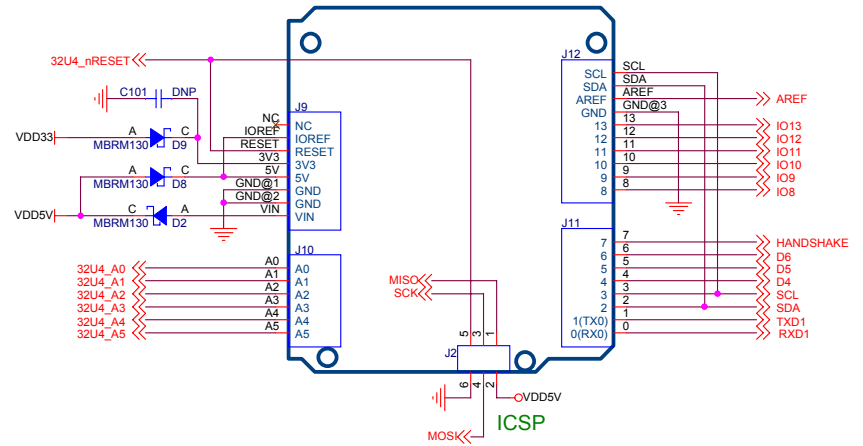 32U4_nRESET
C101 DNP
VDD33
A C
MBRM130 D9
A C
MBRM130 D8
VDD5V
C A
MBRM130 D2
NC
IOREF
RESET
3V3
5V
GND@1
GND@2
VIN
J9
NC
IOREF
RESET
3V3
5V
GND
GND
VIN
32U4_A0
32U4_A1
32U4_A2
32U4_A3
32U4_A4
32U4_A5
A0
A1
A2
A3
A4
A5
J10
A0
A1
A2
A3
A4
A5
MISO
SCK
5 3 1
J2
6 4 2
VDD5V
ICSP
MOSI
J12
SCL
SDA
AREF
GND
13
12
11
10
9
8
SCL
SDA
AREF
GND@3
13
12
11
10
9
8
AREF
IO13
IO12
IO11
IO10
IO9
IO8
J11
7
6
5
4
3
2
1(TX0)
0(RX0)
7
6
5
4
3
2
1
0
HANDSHAKE
D6
D5
D4
SCL
SDA
TXD1
RXD1